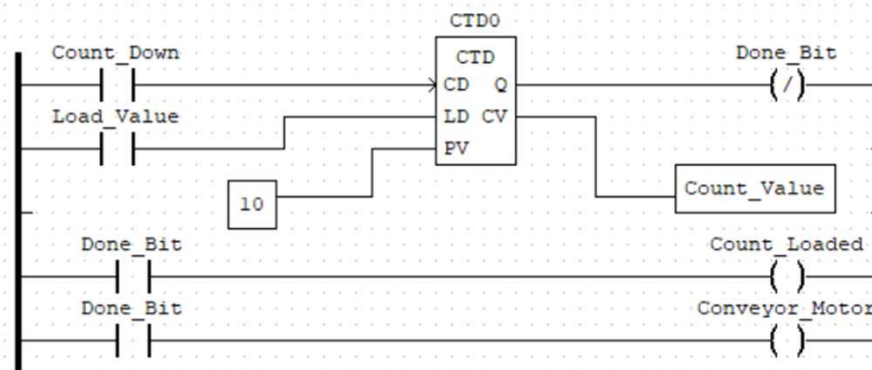 CTD0
Count_Down
CTD
Done_Bit
CD Q
Load_Value
LD CV
PV
10
Count_Value
Done_Bit
Count_Loaded
Done_Bit
Conveyor_Motor